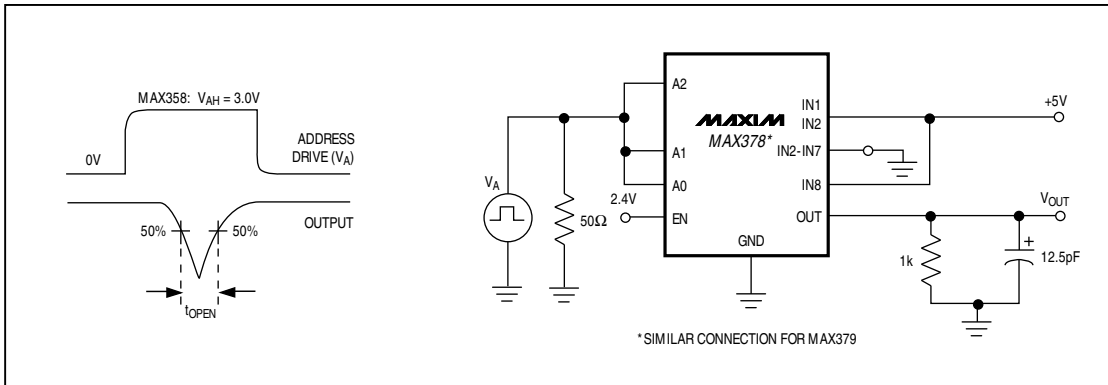 MAX358: VAH = 3.0V
0V
ADDRESS
DRIVE (VA)
OUTPUT
50%
50%
tOPEN
VA
50Ω
2.4V
A2
A1
A0
EN
MAXIM
MAX378*
GND
IN1
IN2
IN2-IN7
IN8
OUT
+5V
VOUT
1k
+
12.5pF
*SIMILAR CONNECTION FOR MAX379